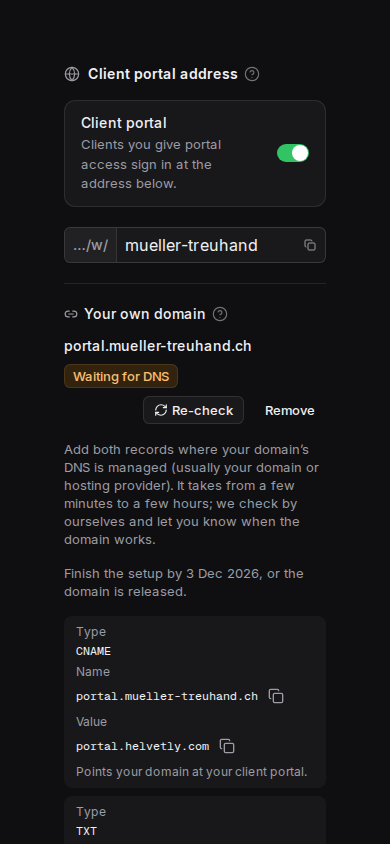 Client portal address
Client portal
Clients you give portal
access sign in at the
address below.
.../w/ mueller-treuhand
Your own domain
portal.mueller-treuhand.ch
Waiting for DNS
Re-check Remove
Add both records where your domain's
DNS is managed (usually your domain or
hosting provider). It takes from a few
minutes to a few hours; we check by
ourselves and let you know when the
domain works.
Finish the setup by 3 Dec 2026, or the
domain is released.
Type
CNAME
Name
portal.mueller-treuhand.ch
Value
portal.helvetly.com
Points your domain at your client portal.
Type
TXT